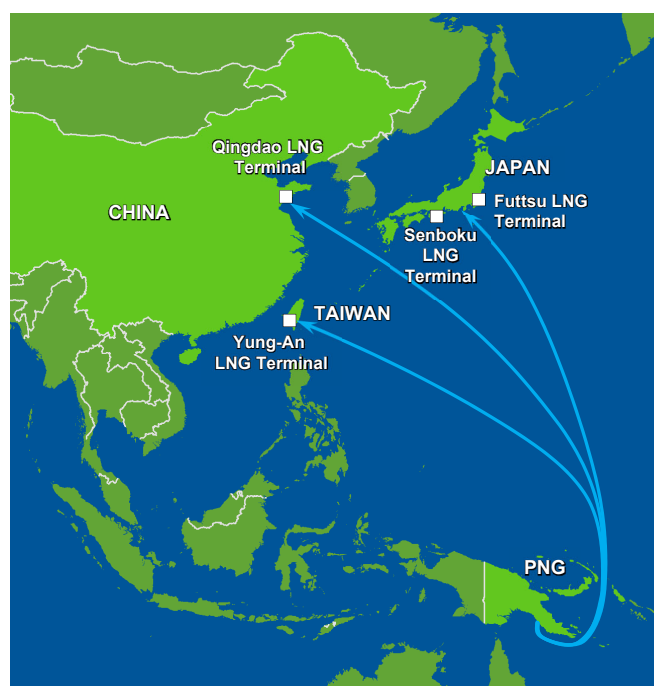 Qingdao LNG
Terminal
JAPAN
CHINA
Futtsu LNG
Terminal
Senboku
LNG
Terminal
TAIWAN
Yung-An
LNG Terminal
PNG